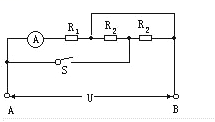 R₁ R₂ R₂
A
S
A U B